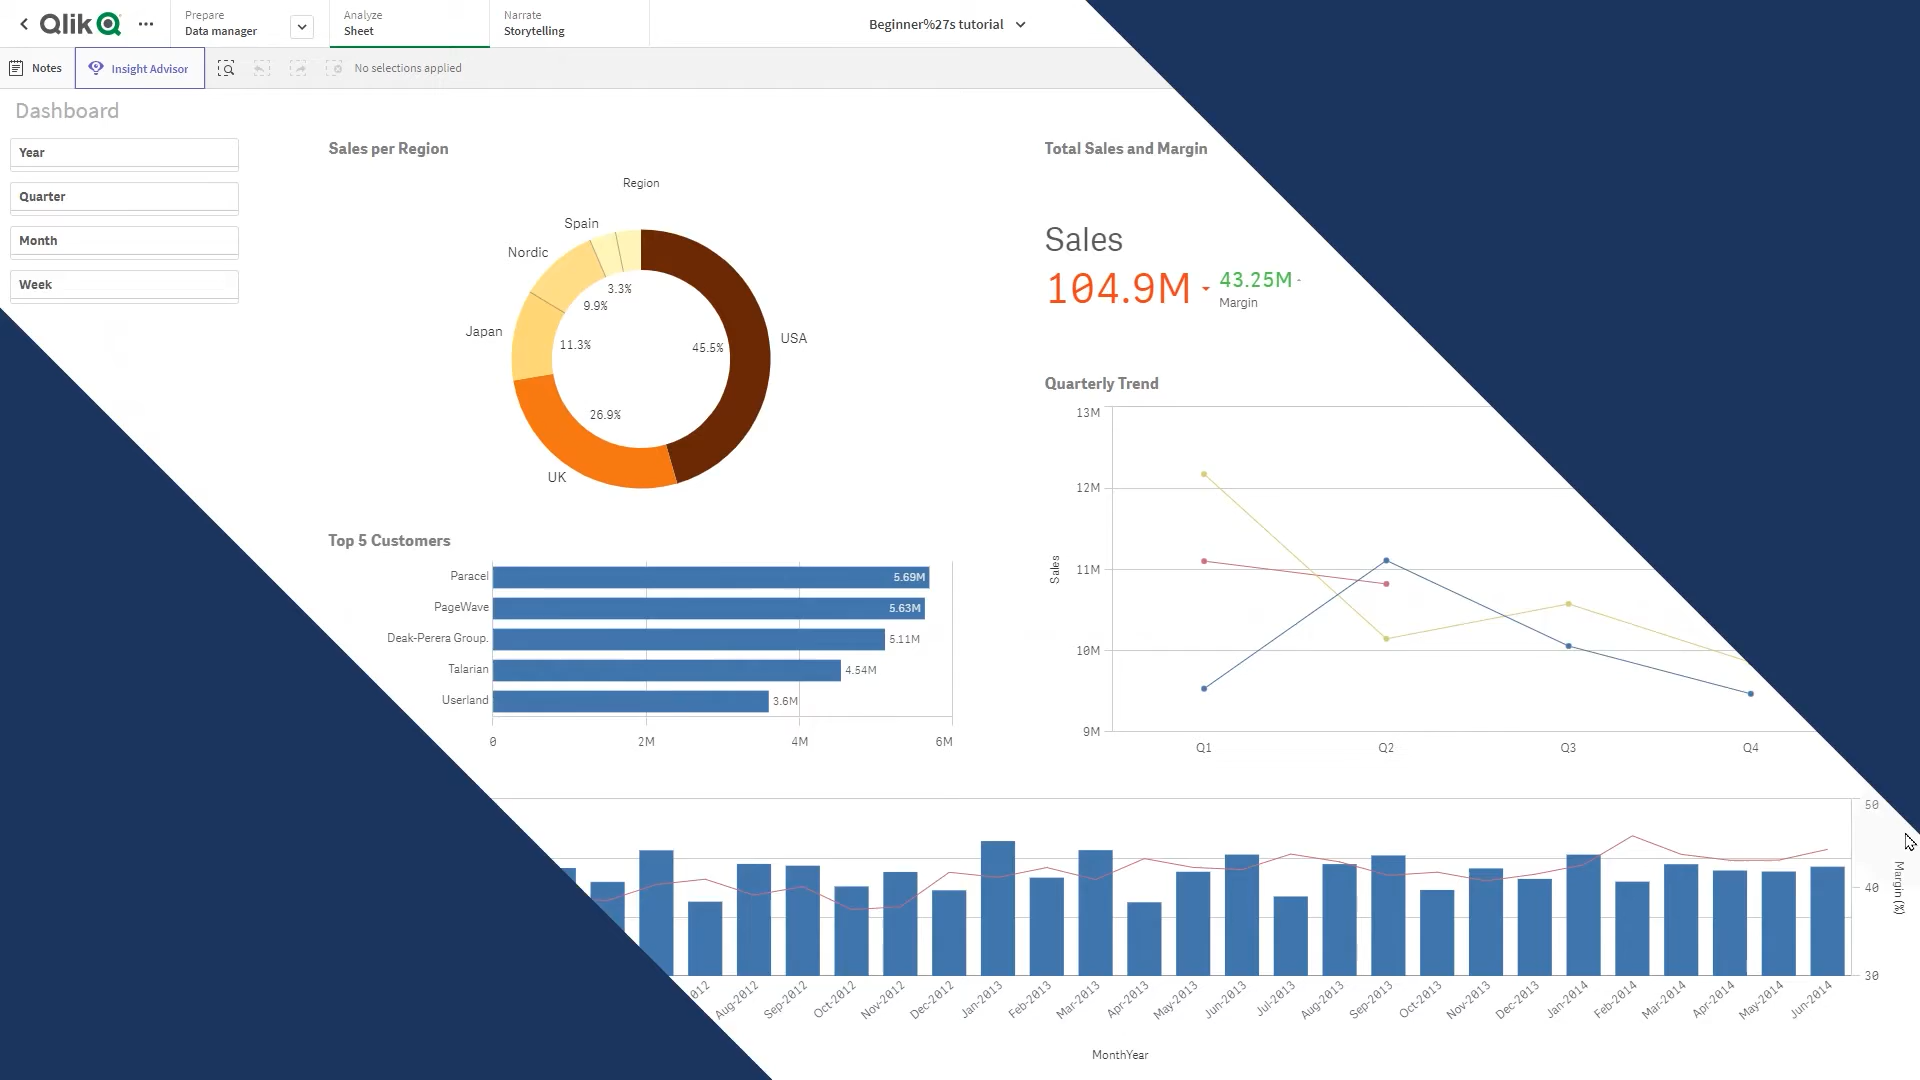 Qlik
Prepare
Data manager
Analyze
Sheet
Narrate
Storytelling
Beginner%27s tutorial
Notes
Insight Advisor
No selections applied
Dashboard
Year
Quarter
Month
Week
Sales per Region
Region
Spain
Nordic
Japan
UK
USA
3.3%
9.9%
11.3%
45.5%
26.9%
Total Sales and Margin
Sales
104.9M
43.25M
Margin
Top 5 Customers
Paracel
PageWave
Deak-Perera Group.
Talarian
Userland
5.69M
5.63M
5.11M
4.54M
3.6M
0 2M 4M 6M
Quarterly Trend
13M
12M
11M
10M
9M
Sales
Q1 Q2 Q3 Q4
50
40
30
Margin (%)
Aug-2012 Sep-2012 Oct-2012 Nov-2012 Dec-2012 Jan-2013 Feb-2013 Mar-2013 Apr-2013 May-2013 Jun-2013 Jul-2013 Aug-2013 Sep-2013 Oct-2013 Nov-2013 Dec-2013 Jan-2014 Feb-2014 Mar-2014 Apr-2014 May-2014 Jun-2014
MonthYear